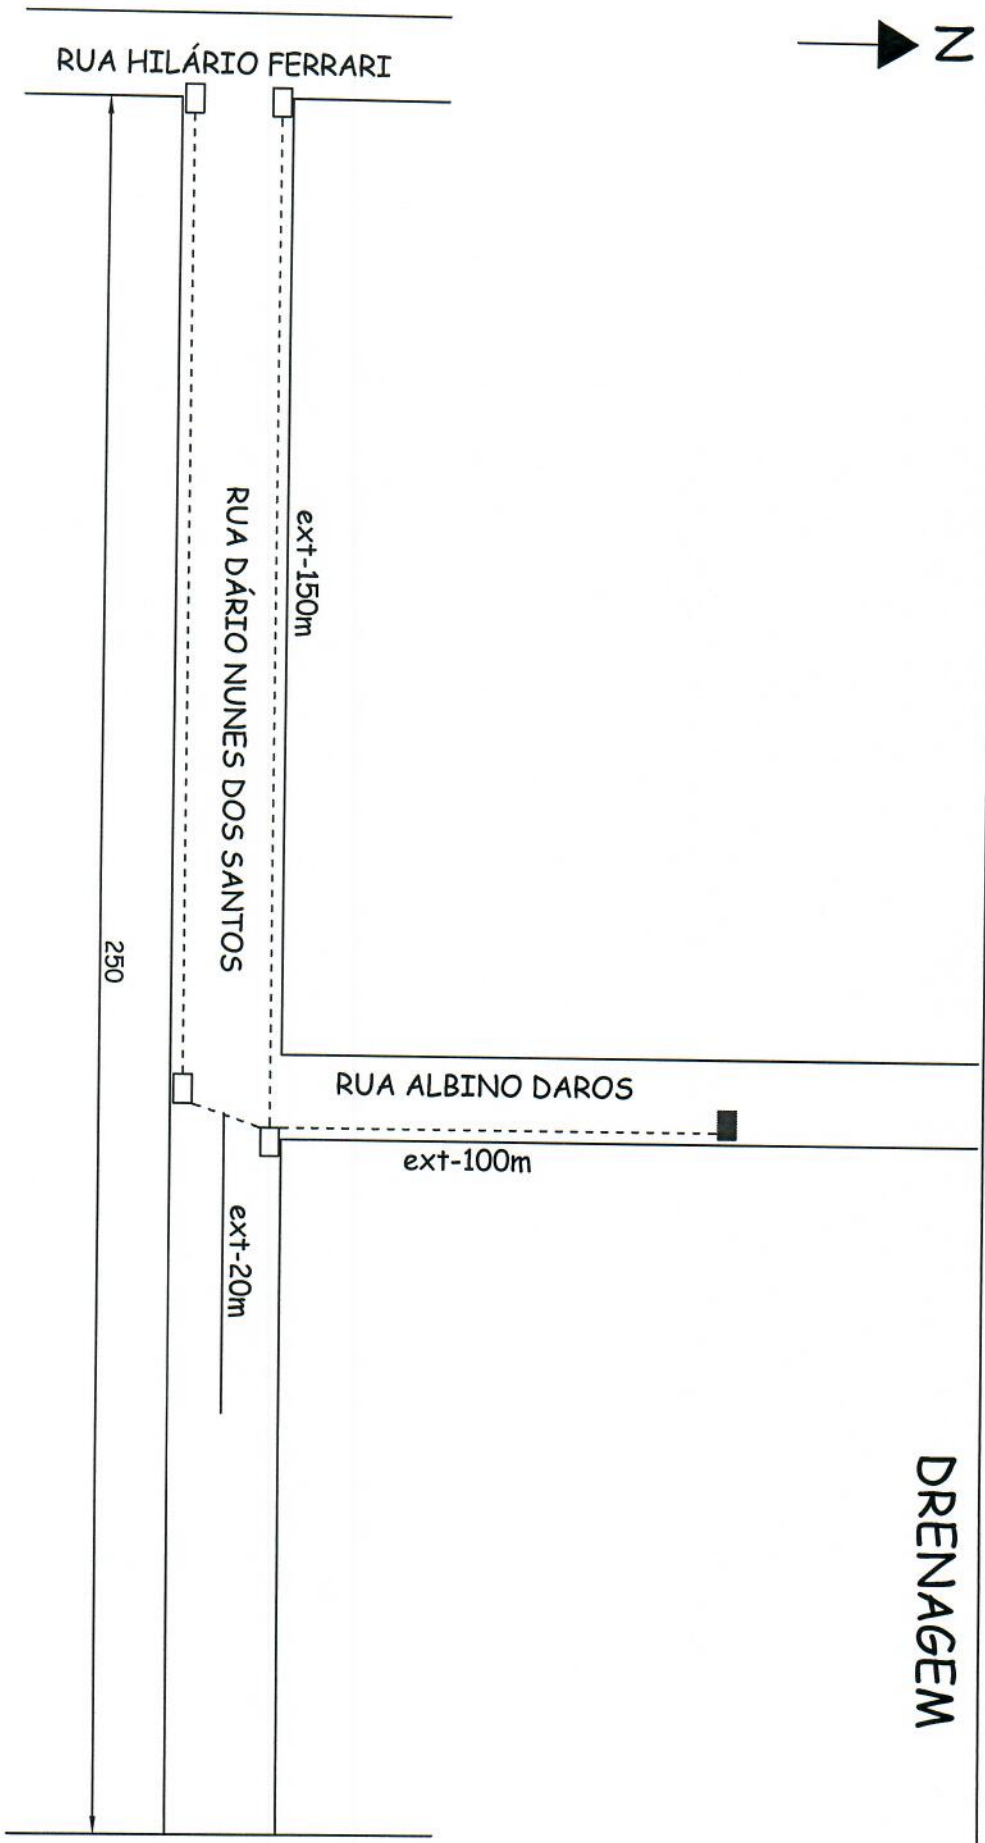 N
RUA HILÁRIO FERRARI
ext-150m
RUA DÁRIO NUNES DOS SANTOS
250
RUA ALBINO DAROS
ext-100m
ext-20m
DRENAGEM